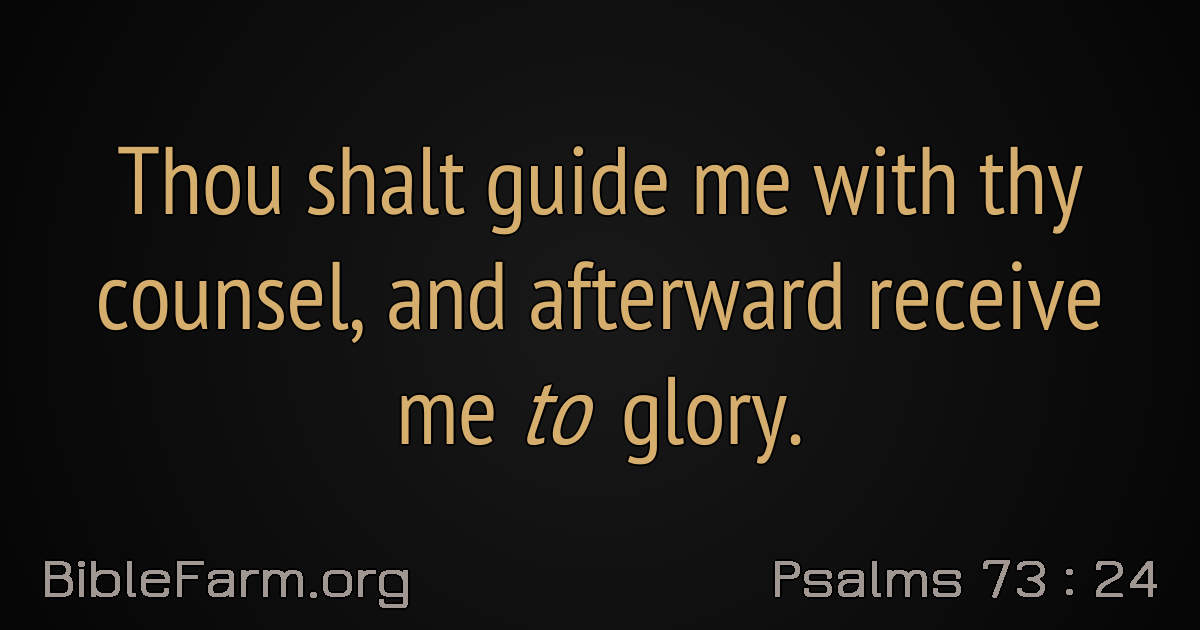 Thou shalt guide me with thy
counsel, and afterward receive
me to glory.
BibleFarm.org
Psalms 73 : 24